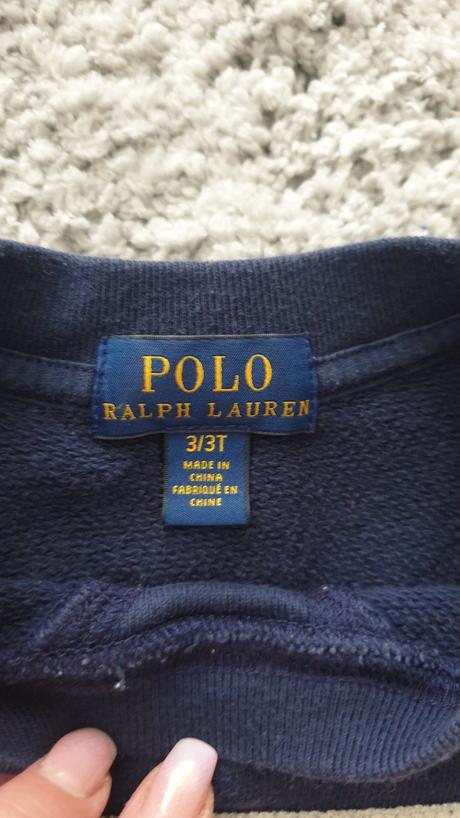 POLO
RALPH LAUREN
3/3T
MADE IN
CHINA
FABRIQUÉ EN
CHINE